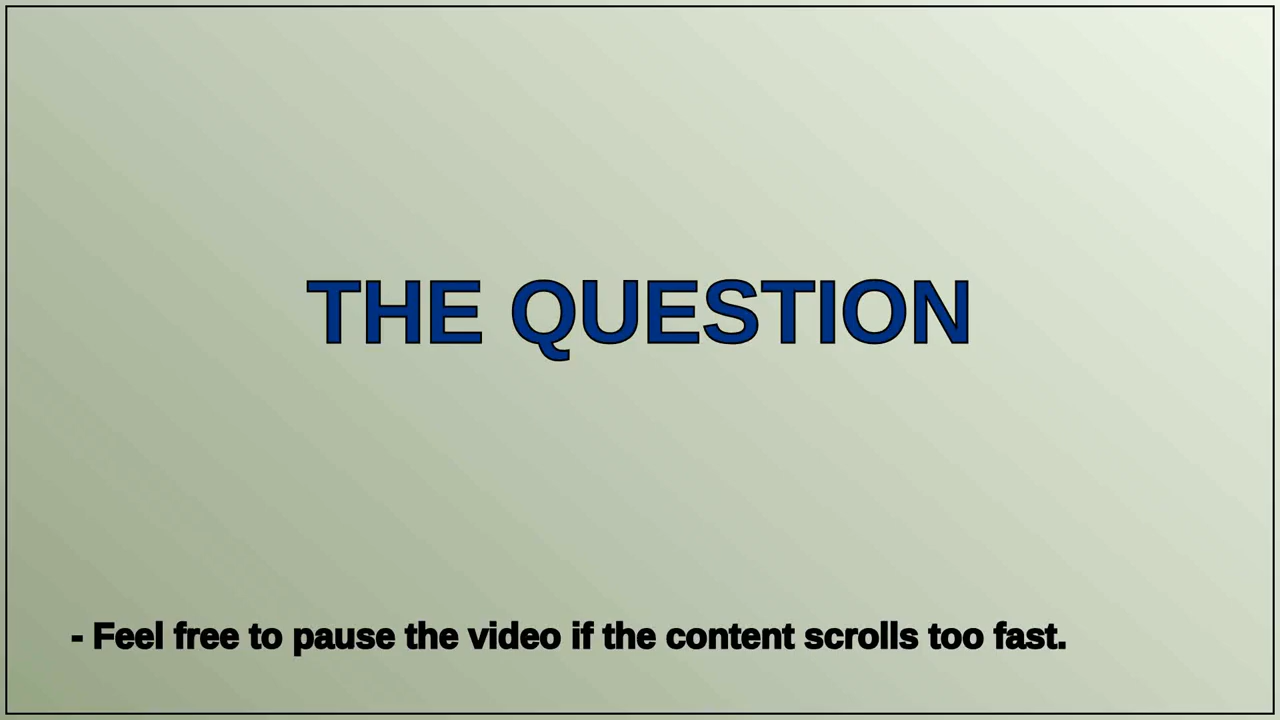 THE QUESTION
- Feel free to pause the video if the content scrolls too fast.